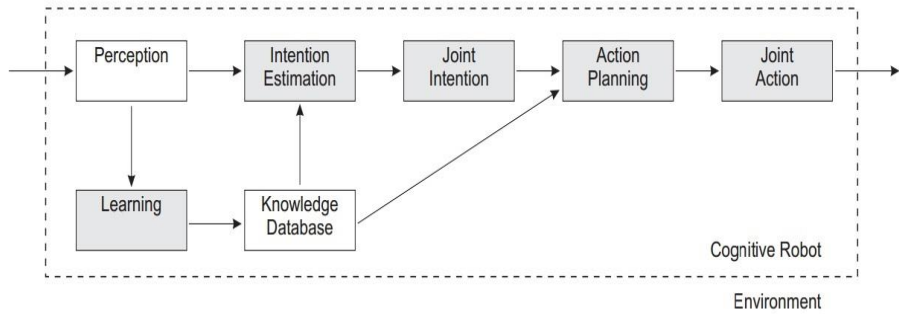 Perception
Intention
Estimation
Joint
Intention
Action
Planning
Joint
Action
Learning
Knowledge
Database
Cognitive Robot
Environment